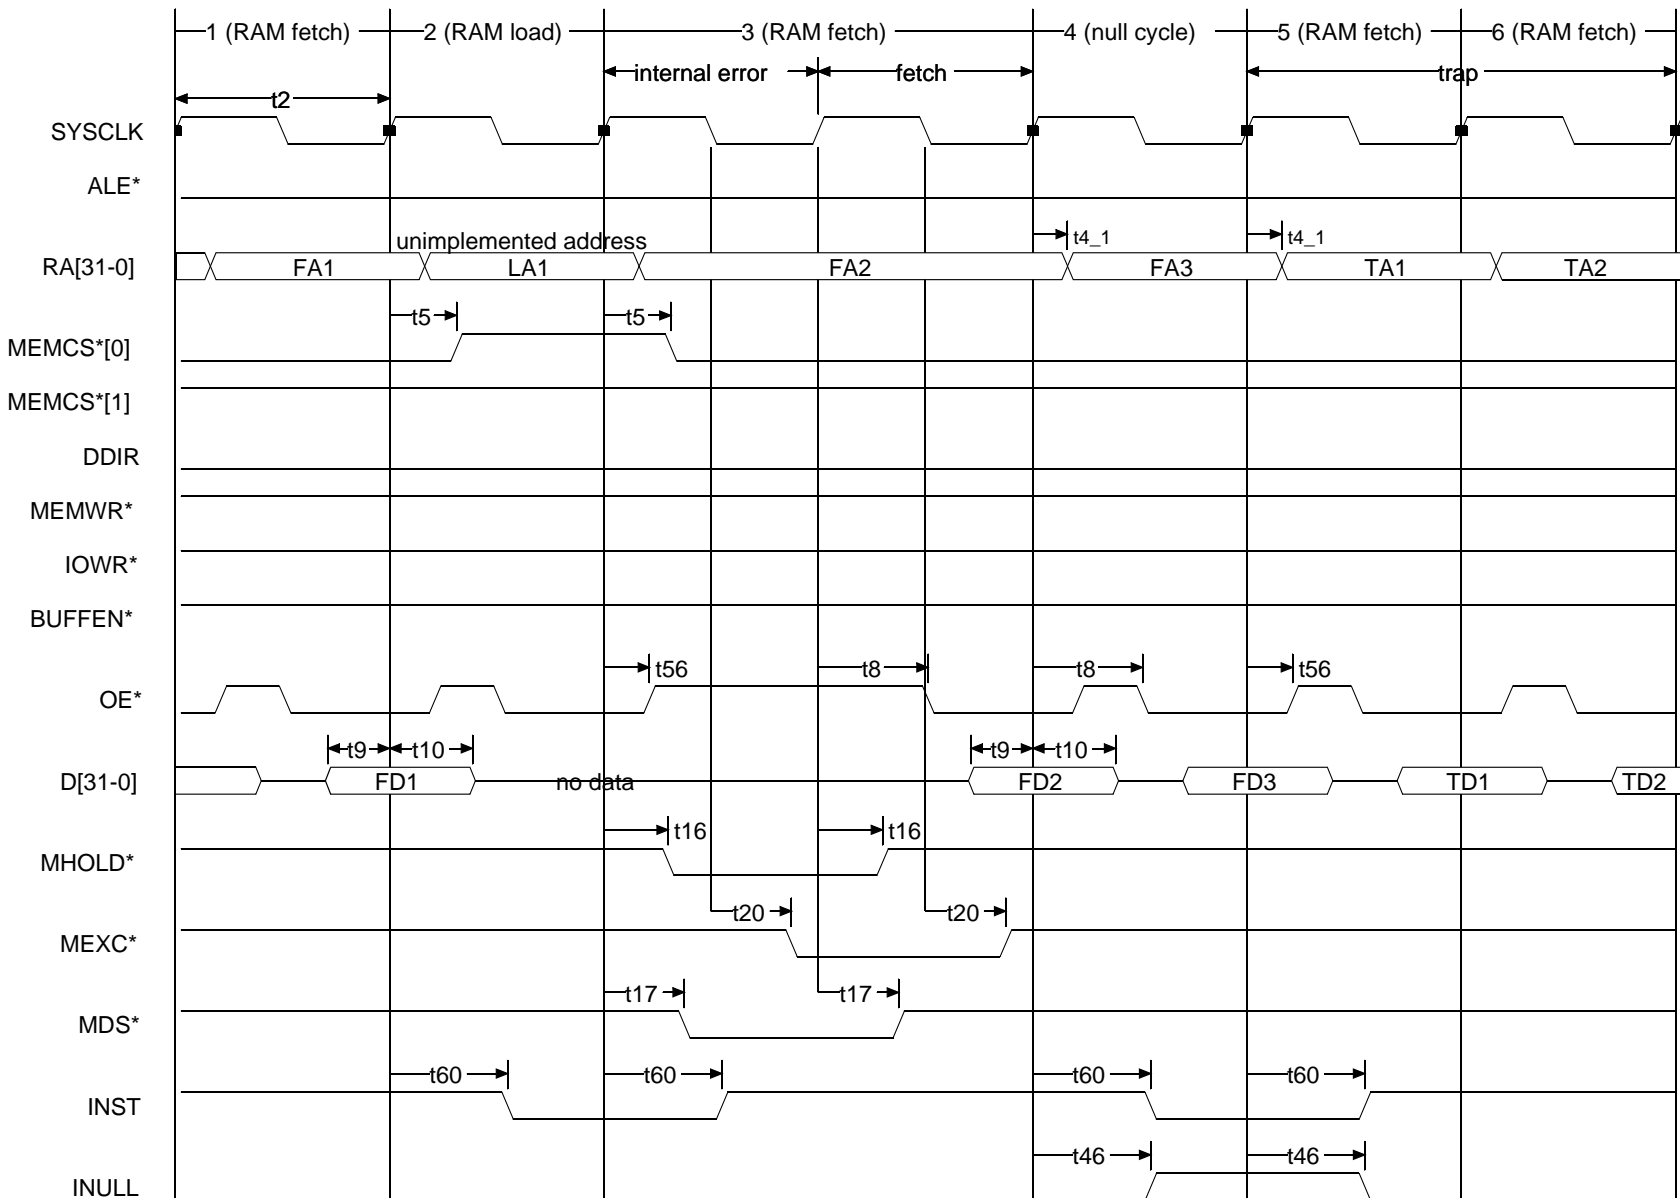 1 (RAM fetch) 2 (RAM load) 3 (RAM fetch) 4 (null cycle) 5 (RAM fetch) 6 (RAM fetch)
internal error fetch trap
t2
SYSCLK
ALE*
t4_1 t4_1
unimplemented address
RA[31-0] FA1 LA1 FA2 FA3 TA1 TA2
t5 t5
MEMCS*[0]
MEMCS*[1]
DDIR
MEMWR*
IOWR*
BUFFEN*
t56 t8 t8 t56
OE*
t9 t10 t9 t10
D[31-0] FD1 no data FD2 FD3 TD1 TD2
t16 t16
MHOLD*
t20 t20
MEXC*
t17 t17
MDS*
t60 t60 t60 t60
INST
t46 t46
INULL